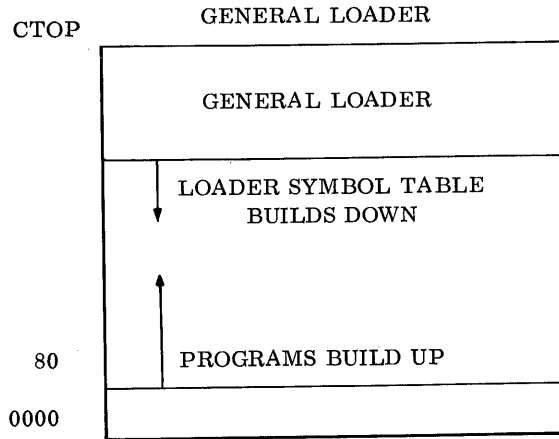 GENERAL LOADER
CTOP
GENERAL LOADER
LOADER SYMBOL TABLE
BUILDS DOWN
80 PROGRAMS BUILD UP
0000